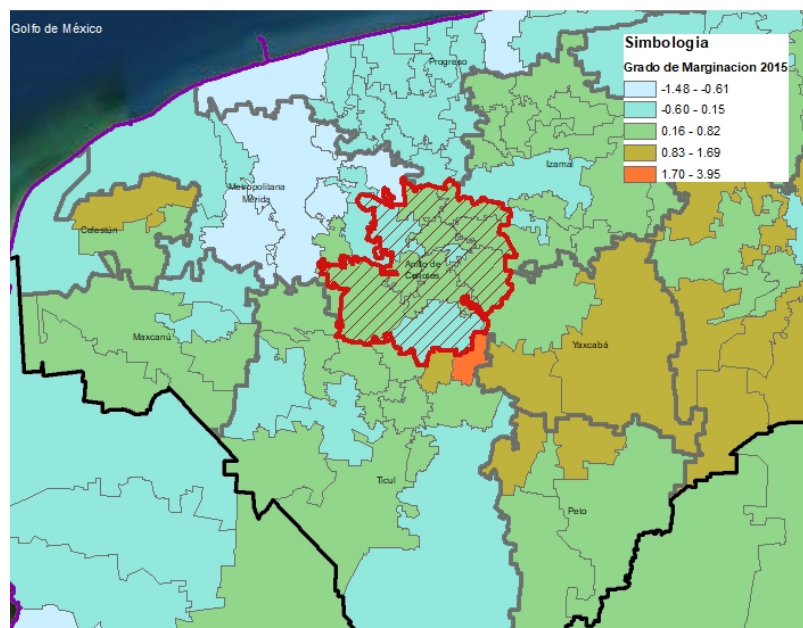 Golfo de México
Simbologia
Grado de Marginacion 2015
-1.48 - -0.61
-0.60 - 0.15
0.16 - 0.82
0.83 - 1.69
1.70 - 3.95
Progreso
Izamal
Metropolitana
Mérida
Celestún
Anillo de
Cenotes
Maxcanú
Yaxcabá
Ticul
Peto